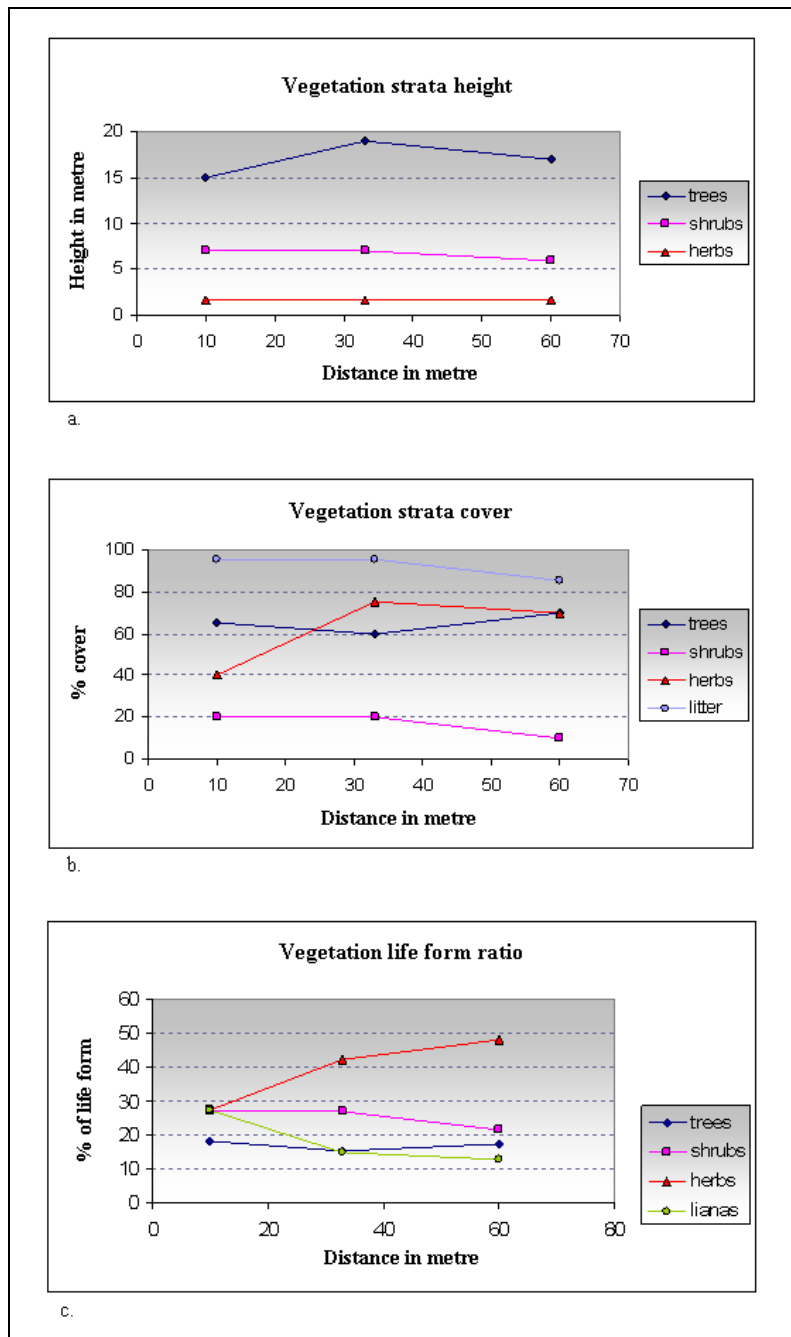 Vegetation strata height
Height in metre
20
15
10
5
0
0 10 20 30 40 50 60 70
Distance in metre
trees
shrubs
herbs
a.
Vegetation strata cover
% cover
100
80
60
40
20
0
0 10 20 30 40 50 60 70
Distance in metre
trees
shrubs
herbs
litter
b.
Vegetation life form ratio
% of life form
60
50
40
30
20
10
0
0 20 40 60 80
Distance in metre
trees
shrubs
herbs
lianas
c.